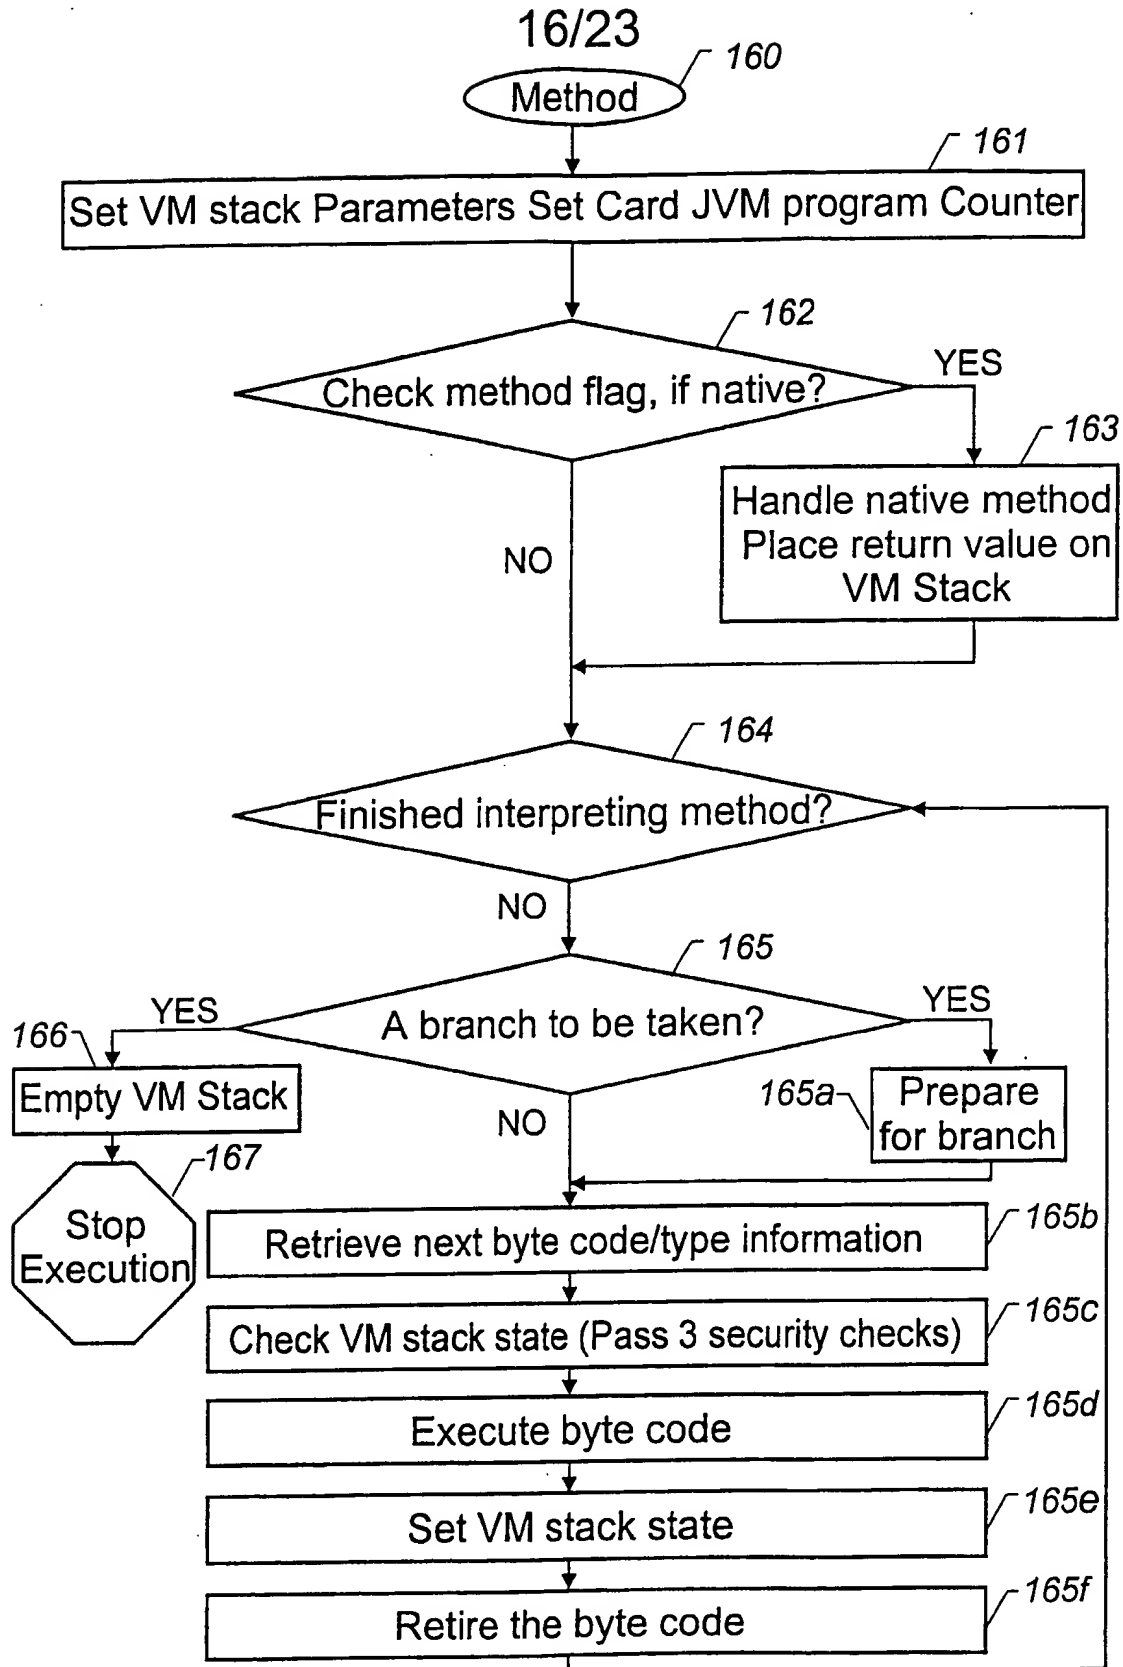 16/23
160
Method
161
Set VM stack Parameters Set Card JVM program Counter
162
Check method flag, if native?
YES
163
Handle native method
Place return value on
VM Stack
NO
164
Finished interpreting method?
NO
165
YES
A branch to be taken?
YES
166
Empty VM Stack
165a
Prepare
for branch
NO
167
Stop
Execution
165b
Retrieve next byte code/type information
165c
Check VM stack state (Pass 3 security checks)
165d
Execute byte code
165e
Set VM stack state
165f
Retire the byte code